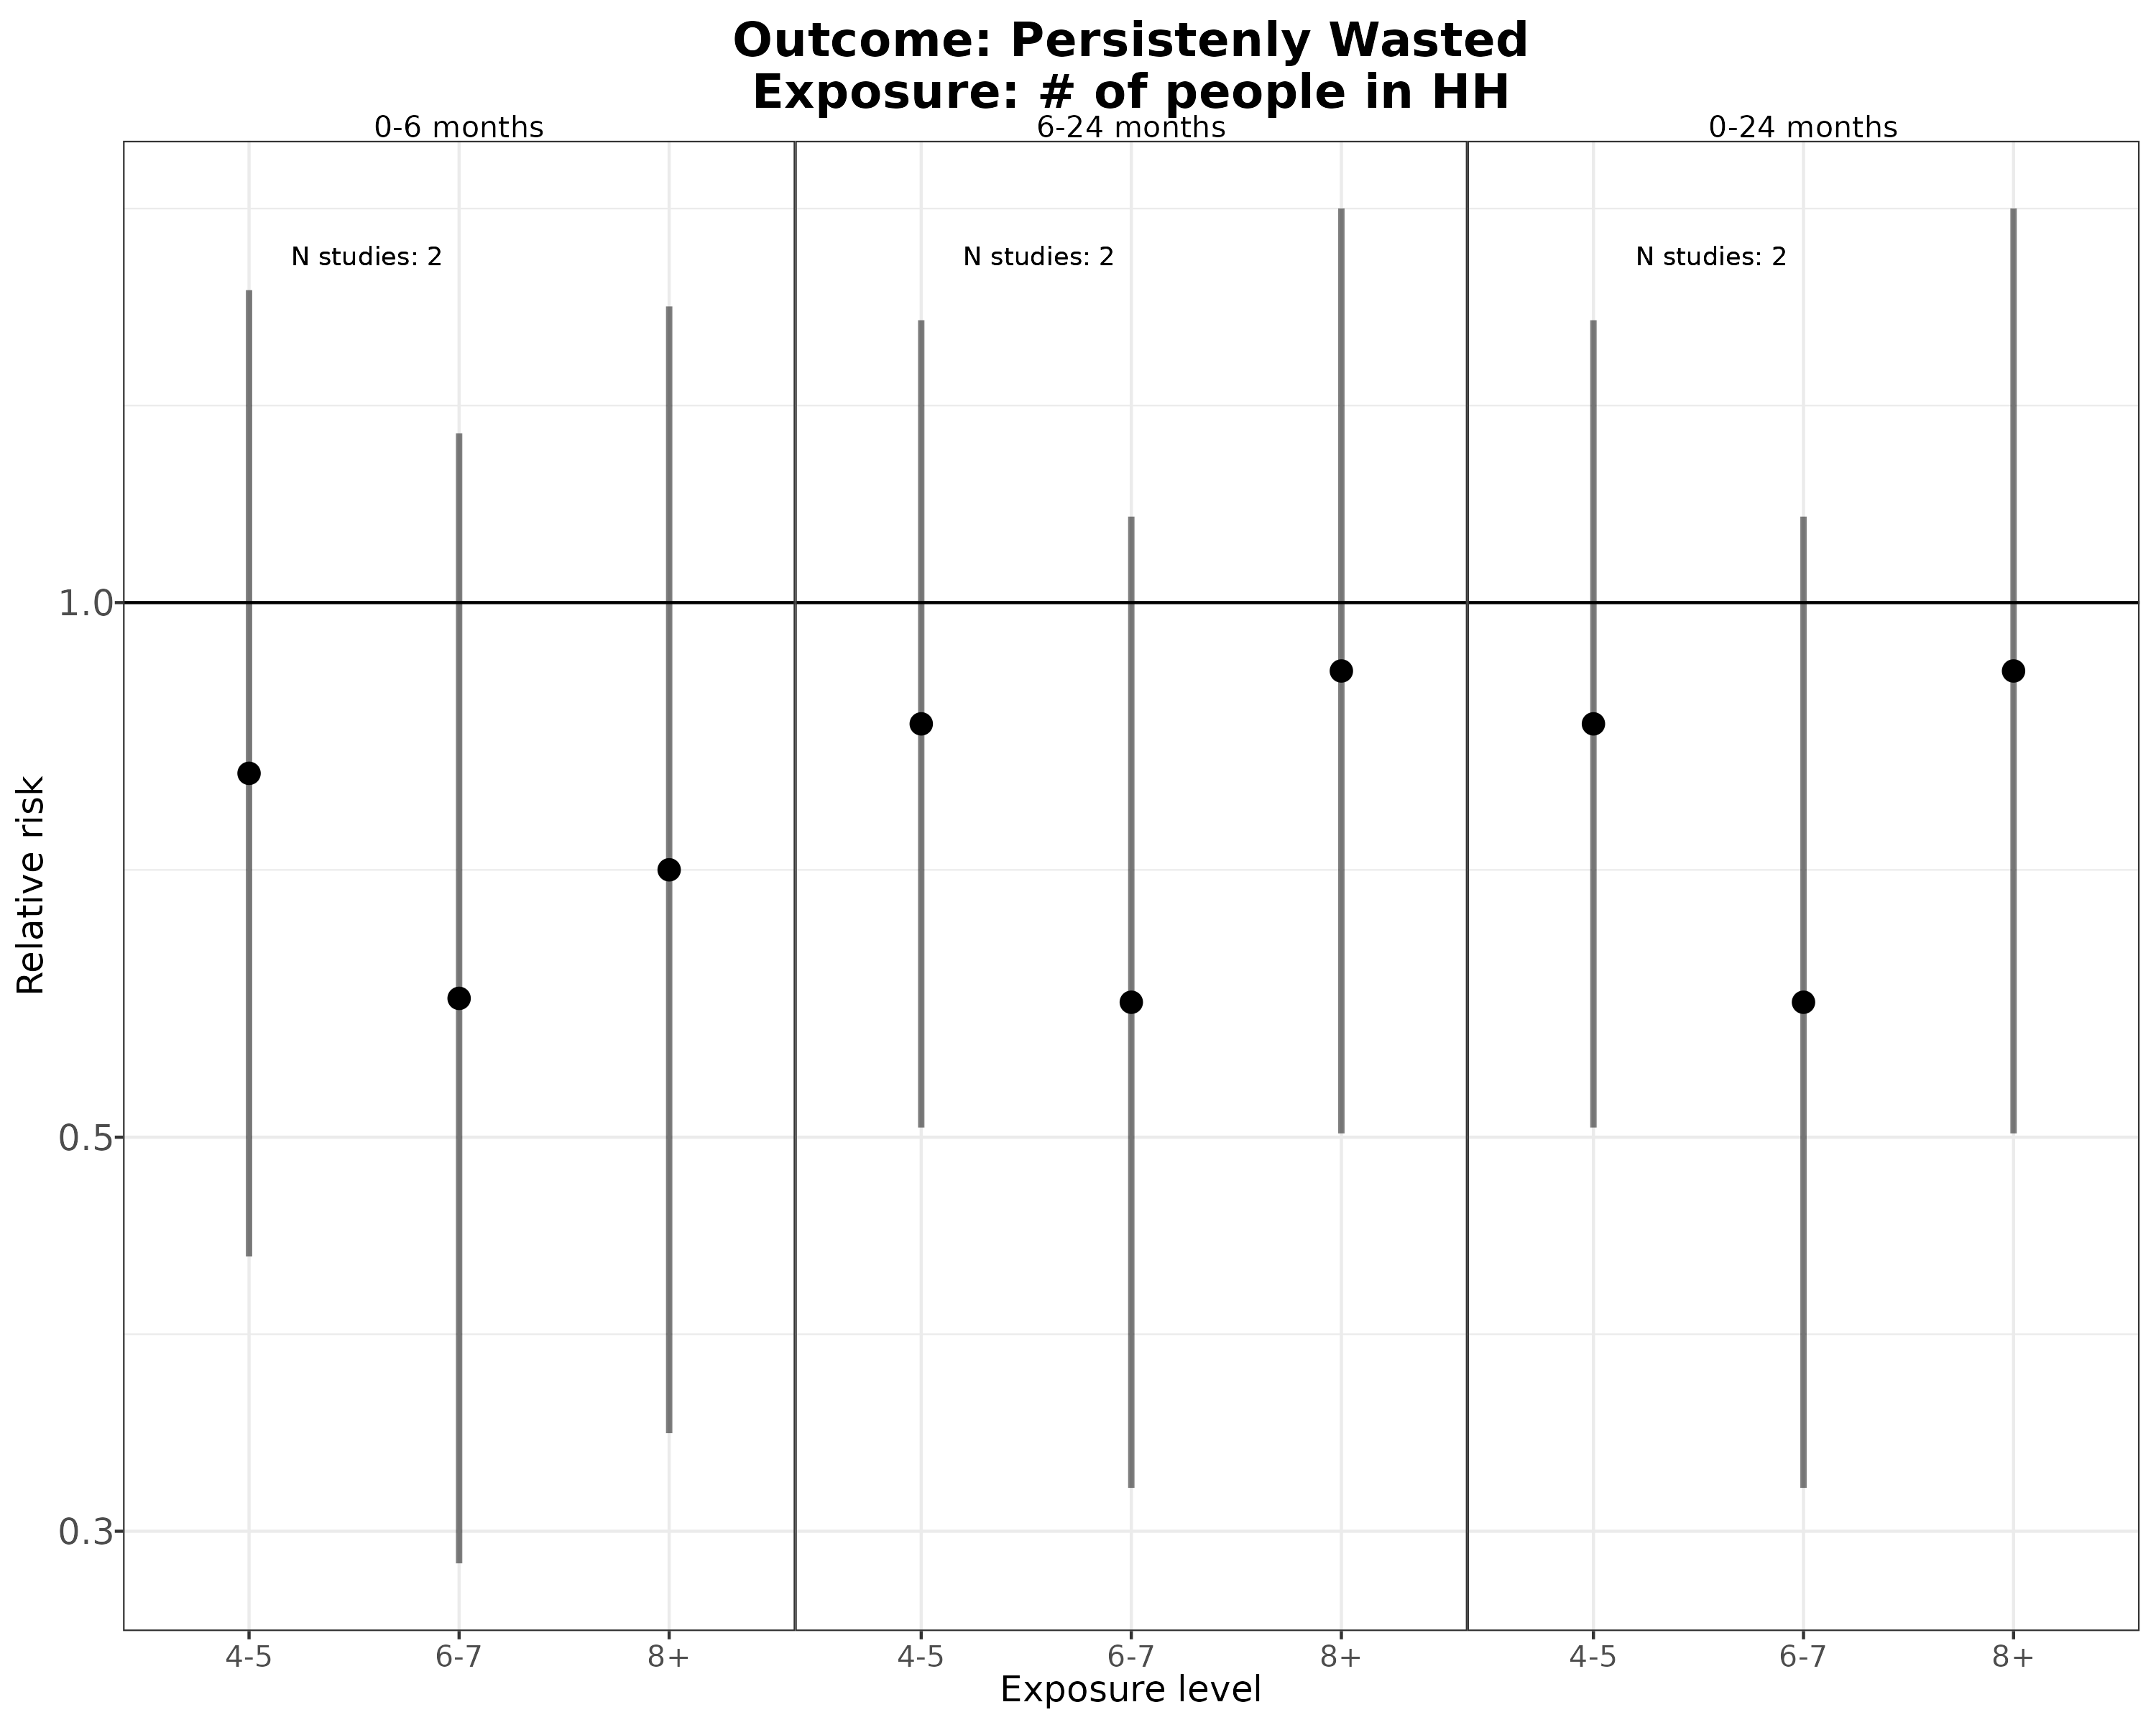 Outcome: Persistenly Wasted
Exposure: # of people in HH
0-6 months
6-24 months
0-24 months
N studies: 2
N studies: 2
N studies: 2
Relative risk
1.0
0.5
0.3
4-5
6-7
8+
4-5
6-7
8+
4-5
6-7
8+
Exposure level